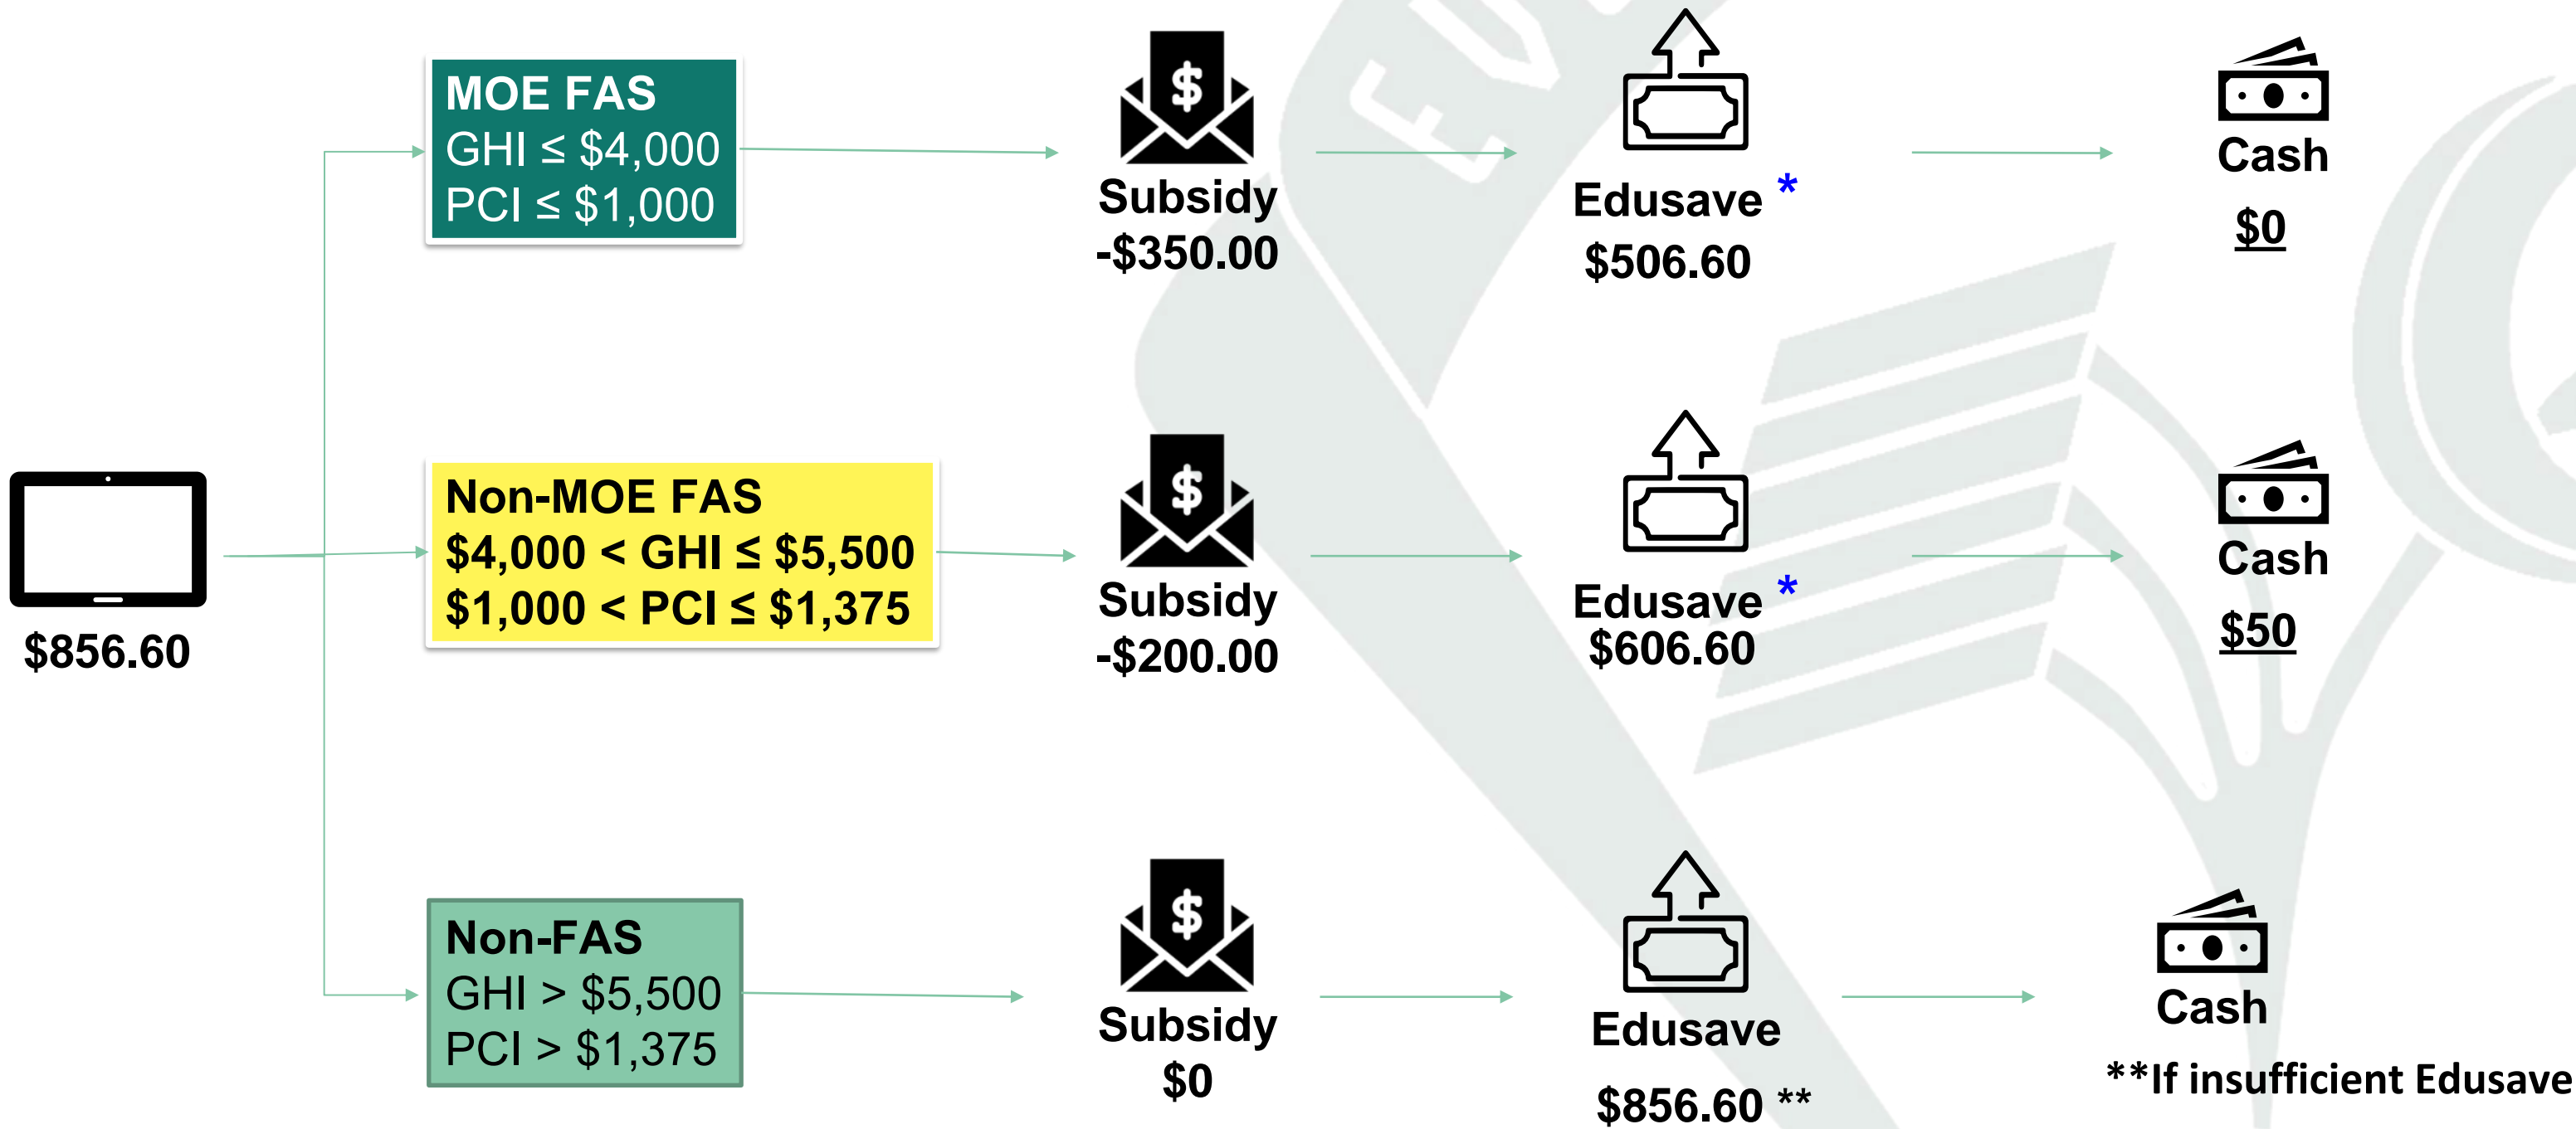 MOE FAS
GHI ≤ $4,000
PCI ≤ $1,000
$
Subsidy
-$350.00
Edusave *
$506.60
Cash
$0
$856.60
Non-MOE FAS
$4,000 < GHI ≤ $5,500
$1,000 < PCI ≤ $1,375
$
Subsidy
-$200.00
Edusave *
$606.60
Cash
$50
Non-FAS
GHI > $5,500
PCI > $1,375
$
Subsidy
$0
Edusave
$856.60 **
Cash
**If insufficient Edusave